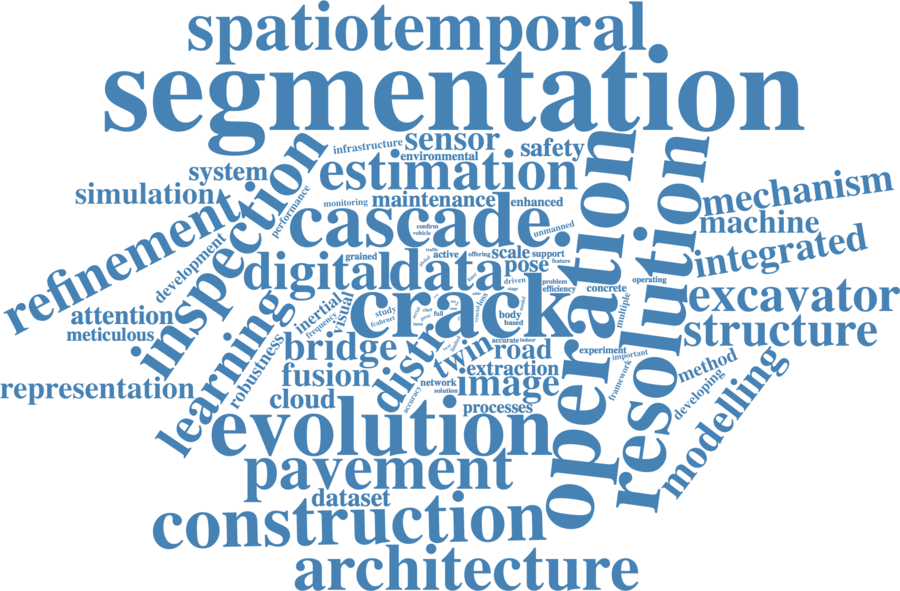 spatiotemporal
segmentation
infrastructure
sensor
safety
environmental
system
estimation
simulation
inspection
performance
monitoring
maintenance
enhanced
mechanism
refinement
cascade.
confirm
vehicle
unmanned
machine
operation
resolution
development
grained
traffic
active
offering
scale
support
feature
integrated
digital
data
pose
driven
problem
efficiency
concrete
operating
excavator
attention
meticulous
inertial
frequency
visual
study
fcahrnet
crack
body
based
multiple
structure
learning
robustness
bridge
distress
twin
accurate
indoor
road
experiment
important
method
representation
fusion
extraction
cloud
accuracy
network
solution
image
framework
developing
modelling
processes
evolution
pavement
dataset
construction
architecture